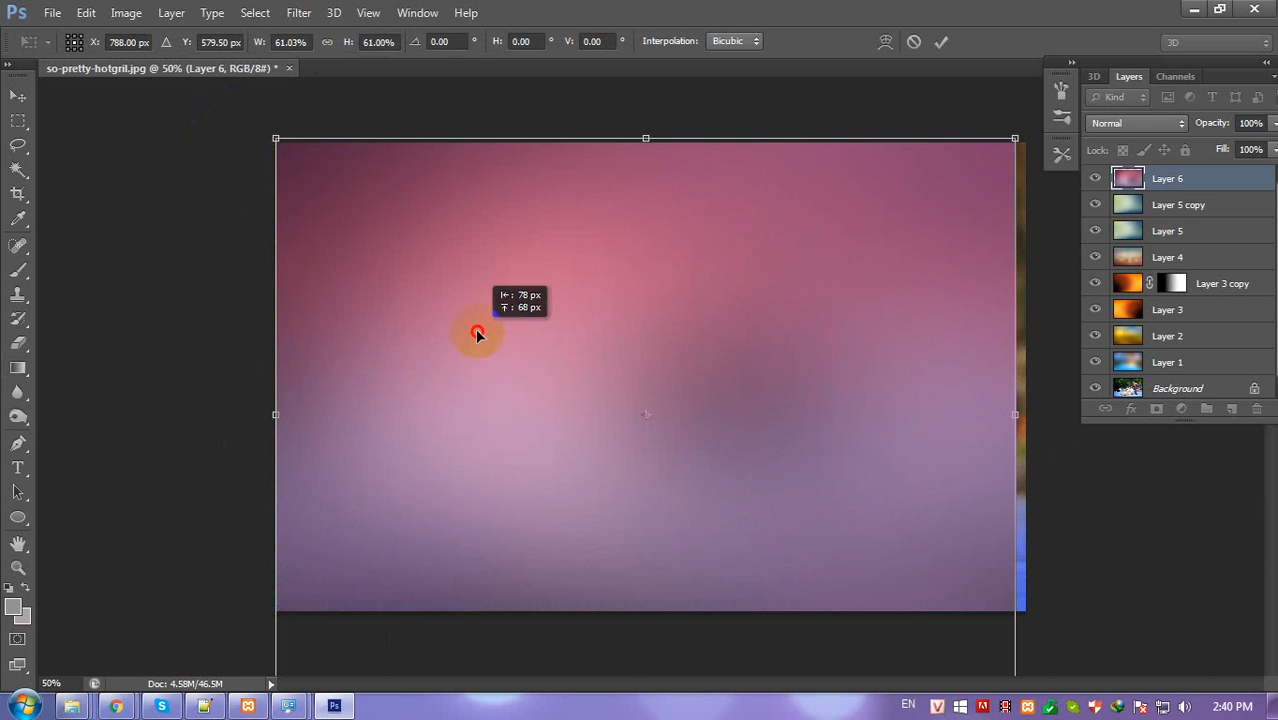 Ps File Edit Image Layer Type Select Filter 3D View Window Help
X: 788.00 px Y: 579.50 px W: 61.03% H: 61.00% 0.00 ° H: 0.00 ° V: 0.00 ° Interpolation: Bicubic
3D
so-pretty-hotgril.jpg @ 50% (Layer 6, RGB/8#) * ×
3D Layers Channels
Kind
Normal Opacity: 100%
Lock: Fill: 100%
Layer 6
Layer 5 copy
Layer 5
Layer 4
Layer 3 copy
Layer 3
Layer 2
Layer 1
Background
: 78 px
: 68 px
50% Doc: 4.58M/46.5M
EN 2:40 PM